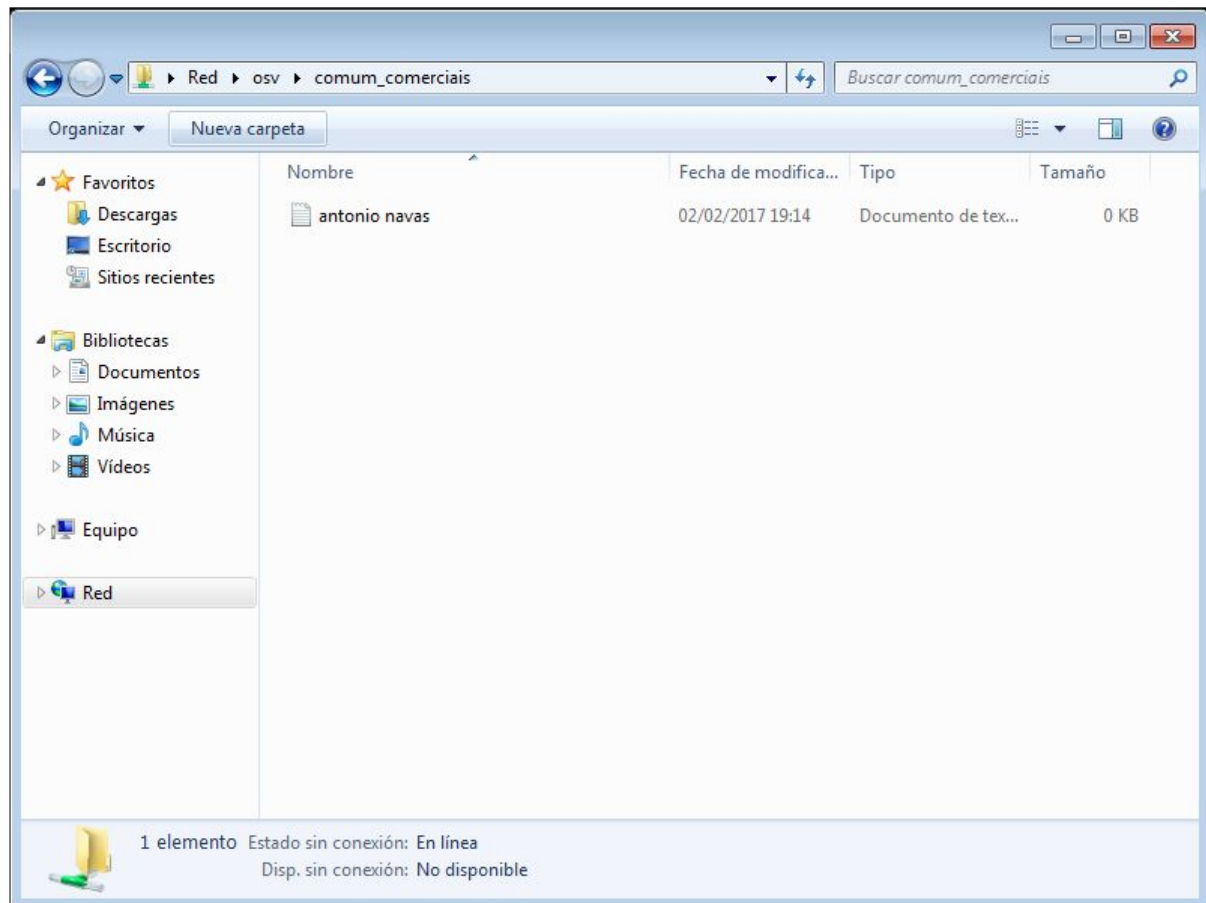 Red osv comum_comerciais Buscar comum_comerciais
Organizar Nueva carpeta
Nombre Fecha de modifica... Tipo Tamaño
antonio navas 02/02/2017 19:14 Documento de tex... 0 KB
Favoritos
Descargas
Escritorio
Sitios recientes
Bibliotecas
Documentos
Imágenes
Música
Vídeos
Equipo
Red
1 elemento Estado sin conexión: En línea
Disp. sin conexión: No disponible